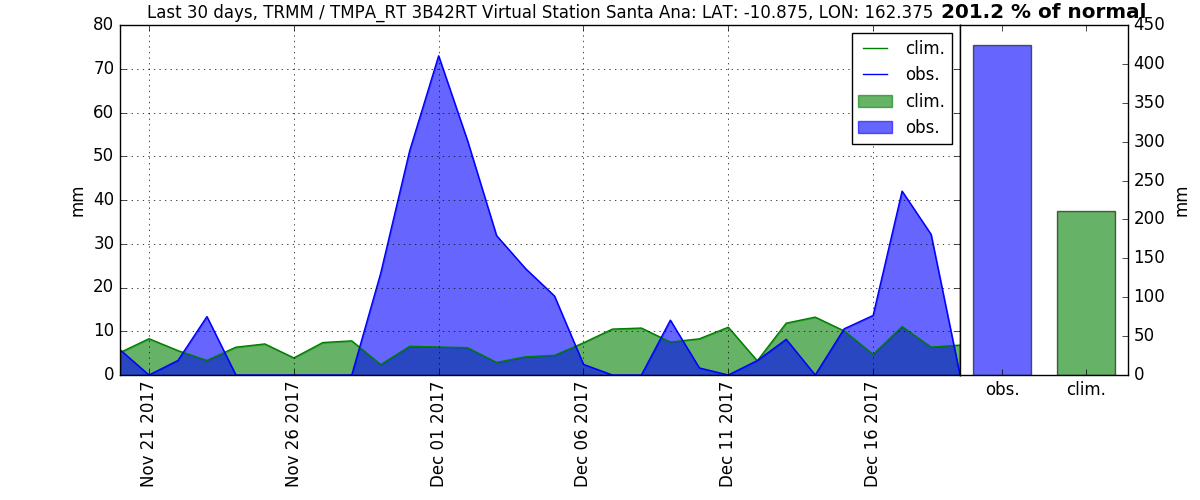 Last 30 days, TRMM / TMPA_RT 3B42RT Virtual Station Santa Ana: LAT: -10.875, LON: 162.375 201.2 % of normal
80
70
60
50
40
30
20
10
0
mm
clim.
obs.
clim.
obs.
450
400
350
300
250
200
150
100
50
0
mm
Nov 21 2017
Nov 26 2017
Dec 01 2017
Dec 06 2017
Dec 11 2017
Dec 16 2017
obs.
clim.